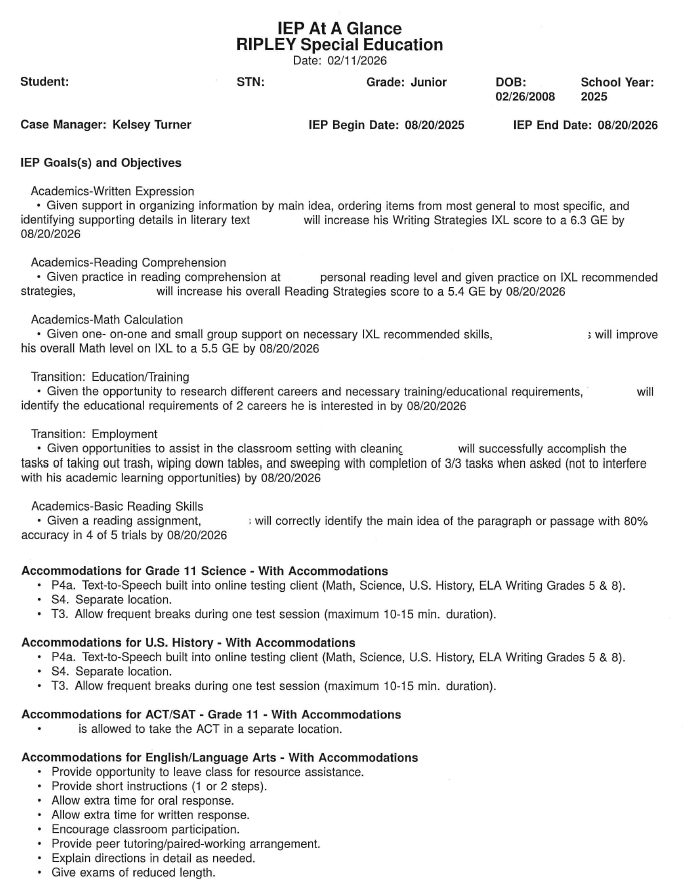 IEP At A Glance
RIPLEY Special Education
Date: 02/11/2026
Student: STN: Grade: Junior DOB: 02/26/2008 School Year: 2025
Case Manager: Kelsey Turner IEP Begin Date: 08/20/2025 IEP End Date: 08/20/2026
IEP Goals(s) and Objectives
Academics-Written Expression
• Given support in organizing information by main idea, ordering items from most general to most specific, and
identifying supporting details in literary text will increase his Writing Strategies IXL score to a 6.3 GE by
08/20/2026
Academics-Reading Comprehension
• Given practice in reading comprehension at personal reading level and given practice on IXL recommended
strategies, will increase his overall Reading Strategies score to a 5.4 GE by 08/20/2026
Academics-Math Calculation
• Given one- on-one and small group support on necessary IXL recommended skills, s will improve
his overall Math level on IXL to a 5.5 GE by 08/20/2026
Transition: Education/Training
• Given the opportunity to research different careers and necessary training/educational requirements, will
identify the educational requirements of 2 careers he is interested in by 08/20/2026
Transition: Employment
• Given opportunities to assist in the classroom setting with cleaning will successfully accomplish the
tasks of taking out trash, wiping down tables, and sweeping with completion of 3/3 tasks when asked (not to interfere
with his academic learning opportunities) by 08/20/2026
Academics-Basic Reading Skills
• Given a reading assignment, will correctly identify the main idea of the paragraph or passage with 80%
accuracy in 4 of 5 trials by 08/20/2026
Accommodations for Grade 11 Science - With Accommodations
• P4a. Text-to-Speech built into online testing client (Math, Science, U.S. History, ELA Writing Grades 5 & 8).
• S4. Separate location.
• T3. Allow frequent breaks during one test session (maximum 10-15 min. duration).
Accommodations for U.S. History - With Accommodations
• P4a. Text-to-Speech built into online testing client (Math, Science, U.S. History, ELA Writing Grades 5 & 8).
• S4. Separate location.
• T3. Allow frequent breaks during one test session (maximum 10-15 min. duration).
Accommodations for ACT/SAT - Grade 11 - With Accommodations
• is allowed to take the ACT in a separate location.
Accommodations for English/Language Arts - With Accommodations
• Provide opportunity to leave class for resource assistance.
• Provide short instructions (1 or 2 steps).
• Allow extra time for oral response.
• Allow extra time for written response.
• Encourage classroom participation.
• Provide peer tutoring/paired-working arrangement.
• Explain directions in detail as needed.
• Give exams of reduced length.